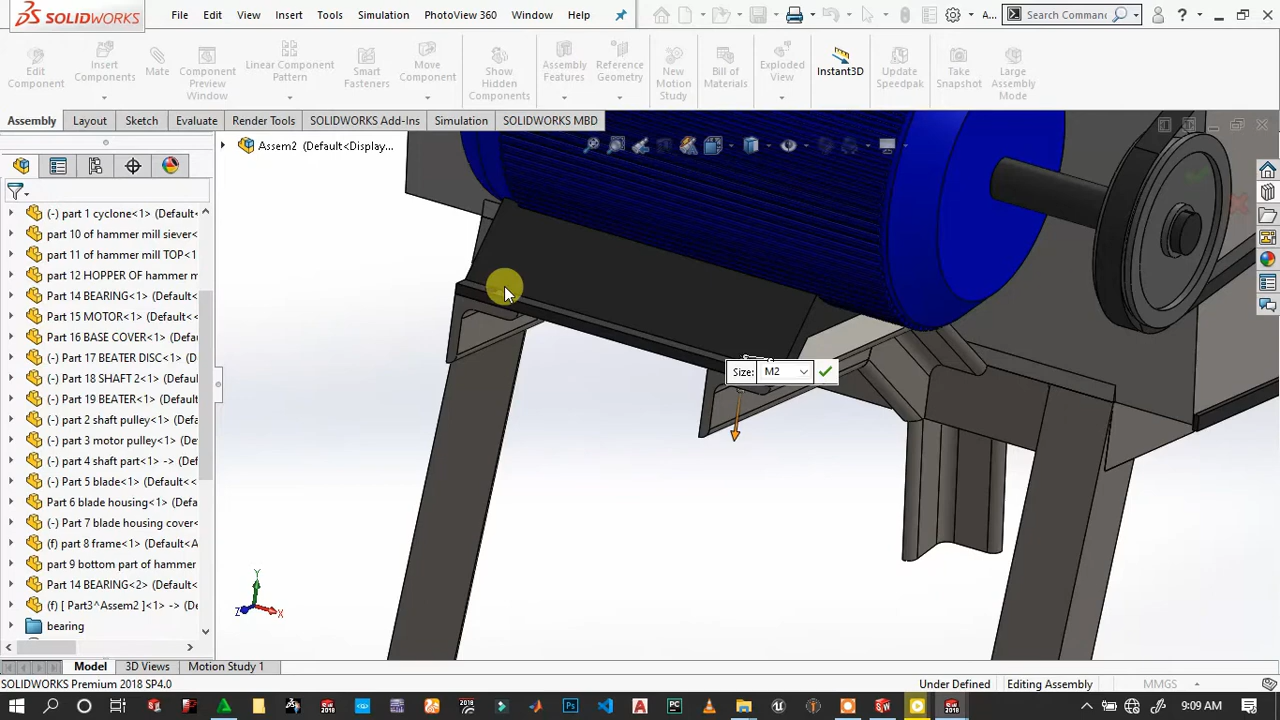 SOLIDWORKS File Edit View Insert Tools Simulation PhotoView 360 Window Help A... Search Comman
Edit Component
Insert Components
Mate
Component Preview Window
Linear Component Pattern
Smart Fasteners
Move Component
Show Hidden Components
Assembly Features
Reference Geometry
New Motion Study
Bill of Materials
Exploded View
Instant3D
Update Speedpak
Take Snapshot
Large Assembly Mode
Assembly Layout Sketch Evaluate Render Tools SOLIDWORKS Add-Ins Simulation SOLIDWORKS MBD
Assem2 (Default<Display...
(-) part 1 cyclone<1> (Default<
part 10 of hammer mill siever<
part 11 of hammer mill TOP<1
part 12 HOPPER OF hammer m
Part 14 BEARING<1> (Default<
Part 15 MOTOR<1> (Default<
Part 16 BASE COVER<1> (Defa
(-) Part 17 BEATER DISC<1> (D
(-) Part 18 SHAFT 2<1> (Defau
(-) Part 19 BEATER<1> (Default
(-) part 2 shaft pulley<1> (Defa
(-) part 3 motor pulley<1> (Def
(-) part 4 shaft part<1> -> (De
(-) Part 5 blade<1> (Default<<
Part 6 blade housing<1> (Defa
(-) Part 7 blade housing cover<
(f) part 8 frame<1> (Default<A
part 9 bottom part of hammer
Part 14 BEARING<2> (Default<
(f) [ Part3^Assem2 ]<1> -> (De
bearing
Size: M2
Y
Z
X
Model 3D Views Motion Study 1
SOLIDWORKS Premium 2018 SP4.0 Under Defined Editing Assembly MMGS
9:09 AM